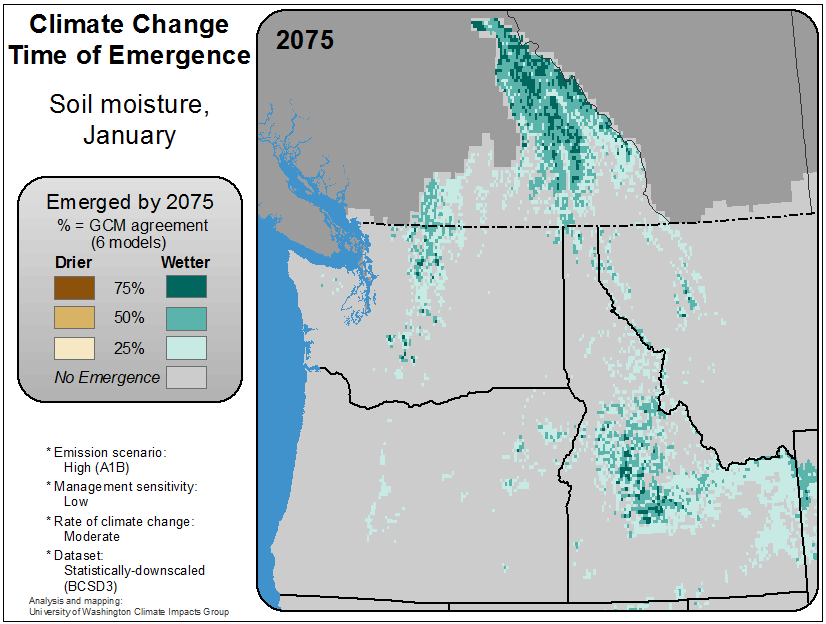 Climate Change
Time of Emergence
Soil moisture,
January
Emerged by 2075
% = GCM agreement
(6 models)
Drier Wetter
75%
50%
25%
No Emergence
* Emission scenario:
High (A1B)
* Management sensitivity:
Low
* Rate of climate change:
Moderate
* Dataset:
Statistically-downscaled
(BCSD3)
Analysis and mapping:
University of Washington Climate Impacts Group
2075